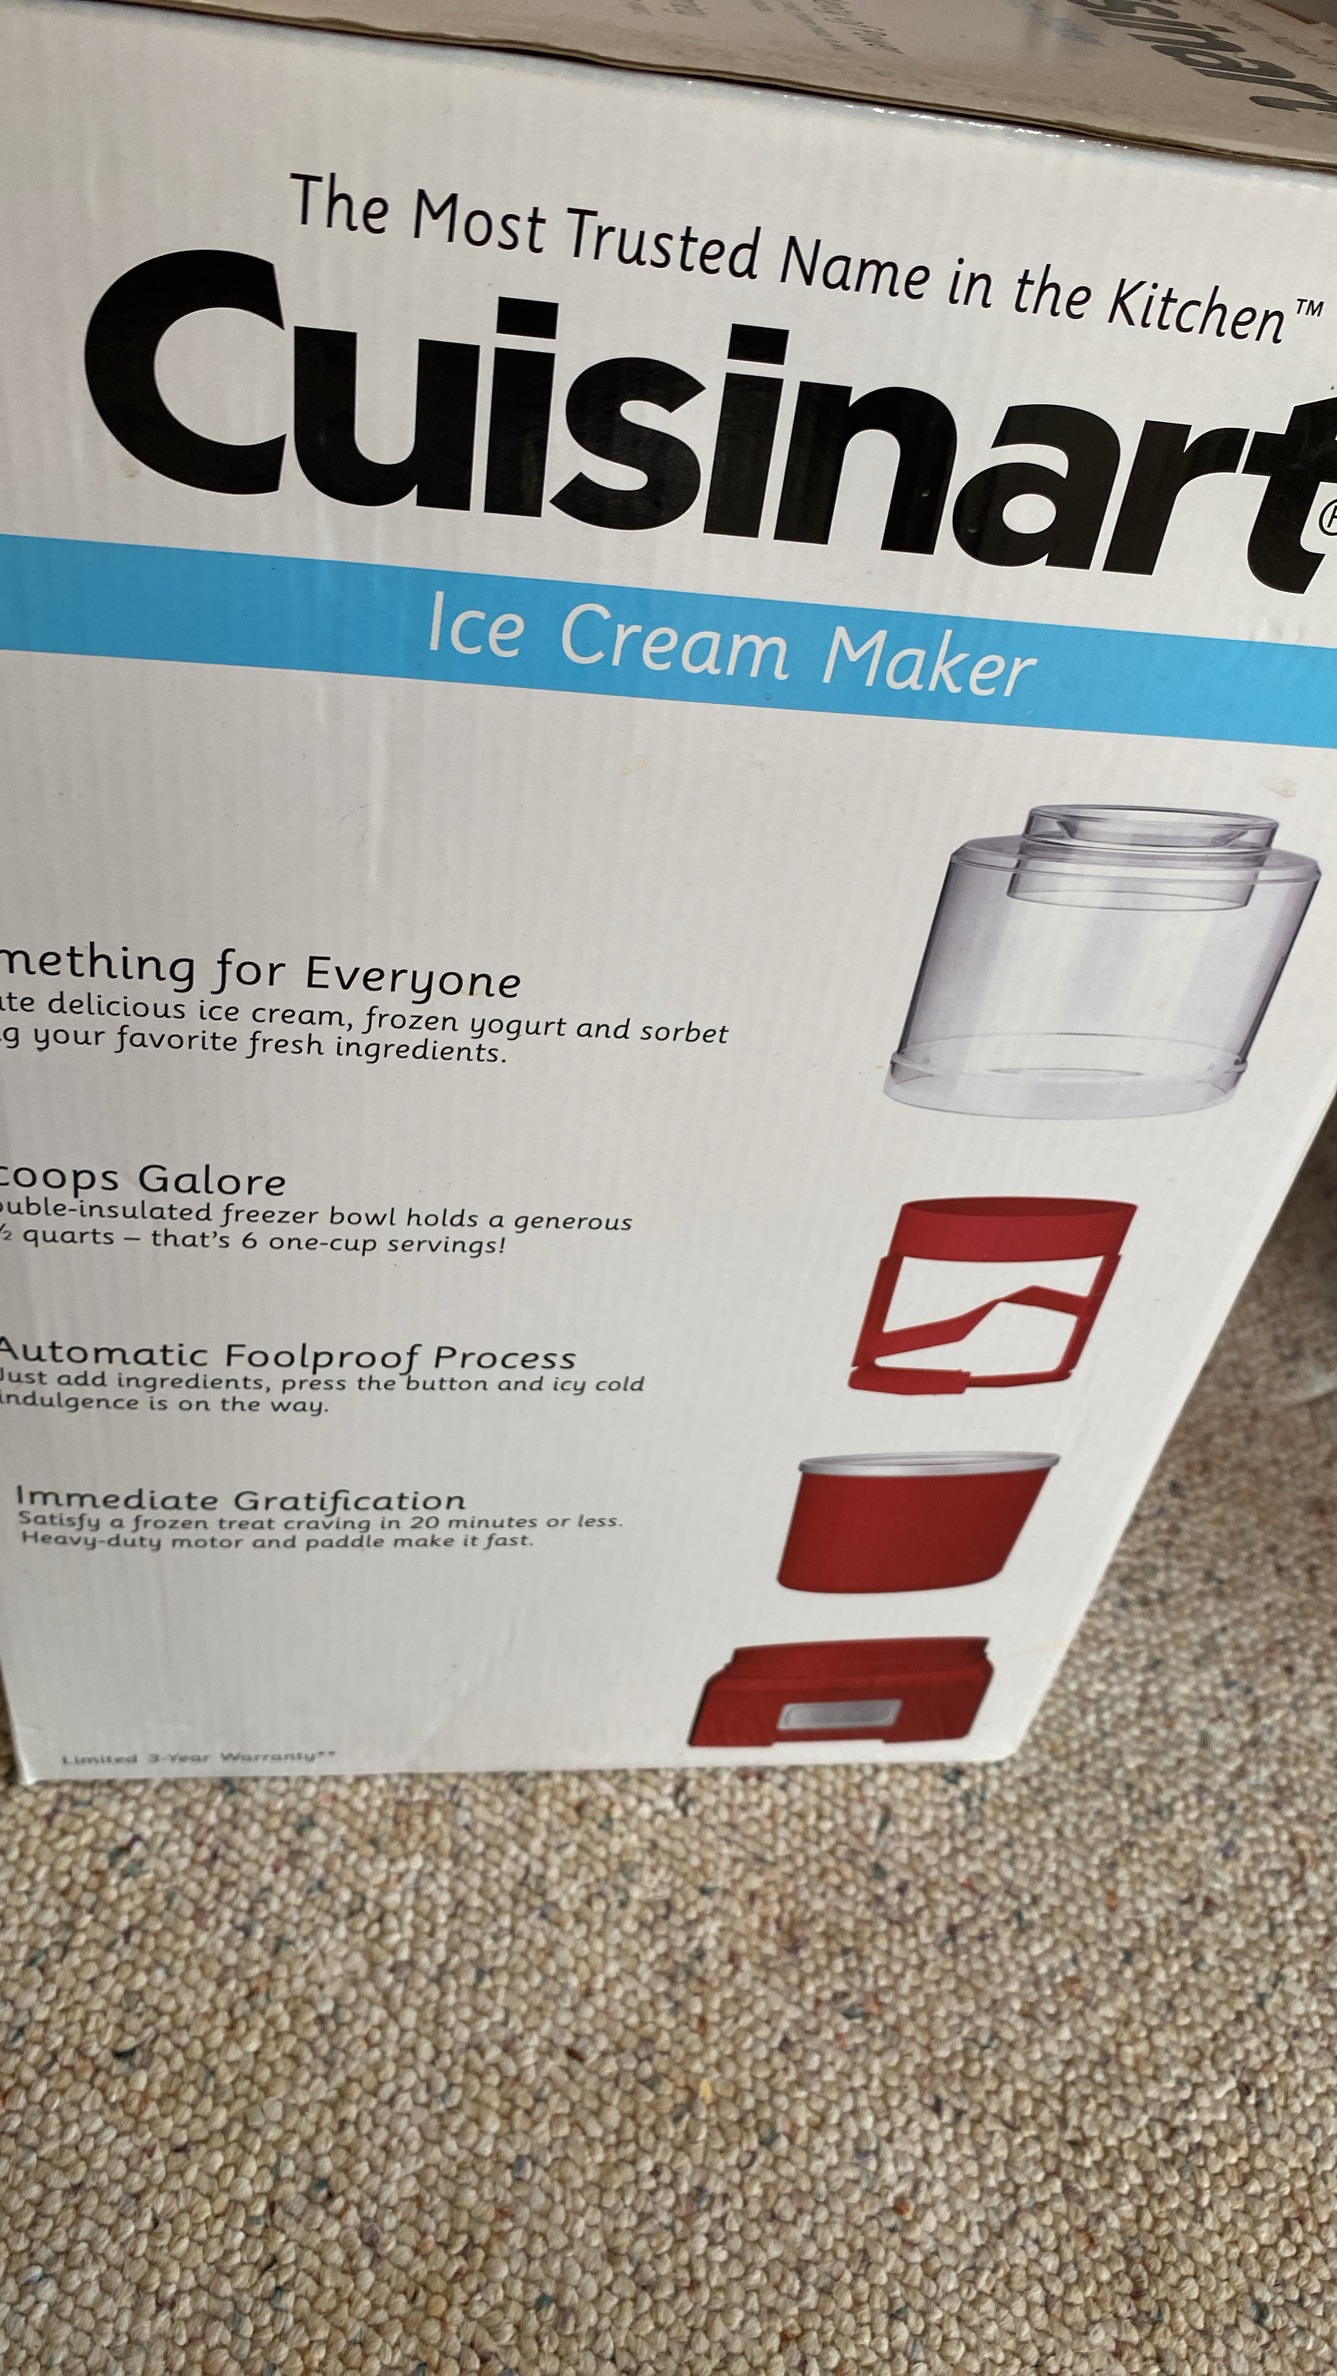 The Most Trusted Name in the Kitchen™
Cuisinart®
Ice Cream Maker
mething for Everyone
te delicious ice cream, frozen yogurt and sorbet
g your favorite fresh ingredients.
coops Galore
ouble-insulated freezer bowl holds a generous
½ quarts – that's 6 one-cup servings!
Automatic Foolproof Process
Just add ingredients, press the button and icy cold
indulgence is on the way.
Immediate Gratification
Satisfy a frozen treat craving in 20 minutes or less.
Heavy-duty motor and paddle make it fast.
Limited 3-Year Warranty**